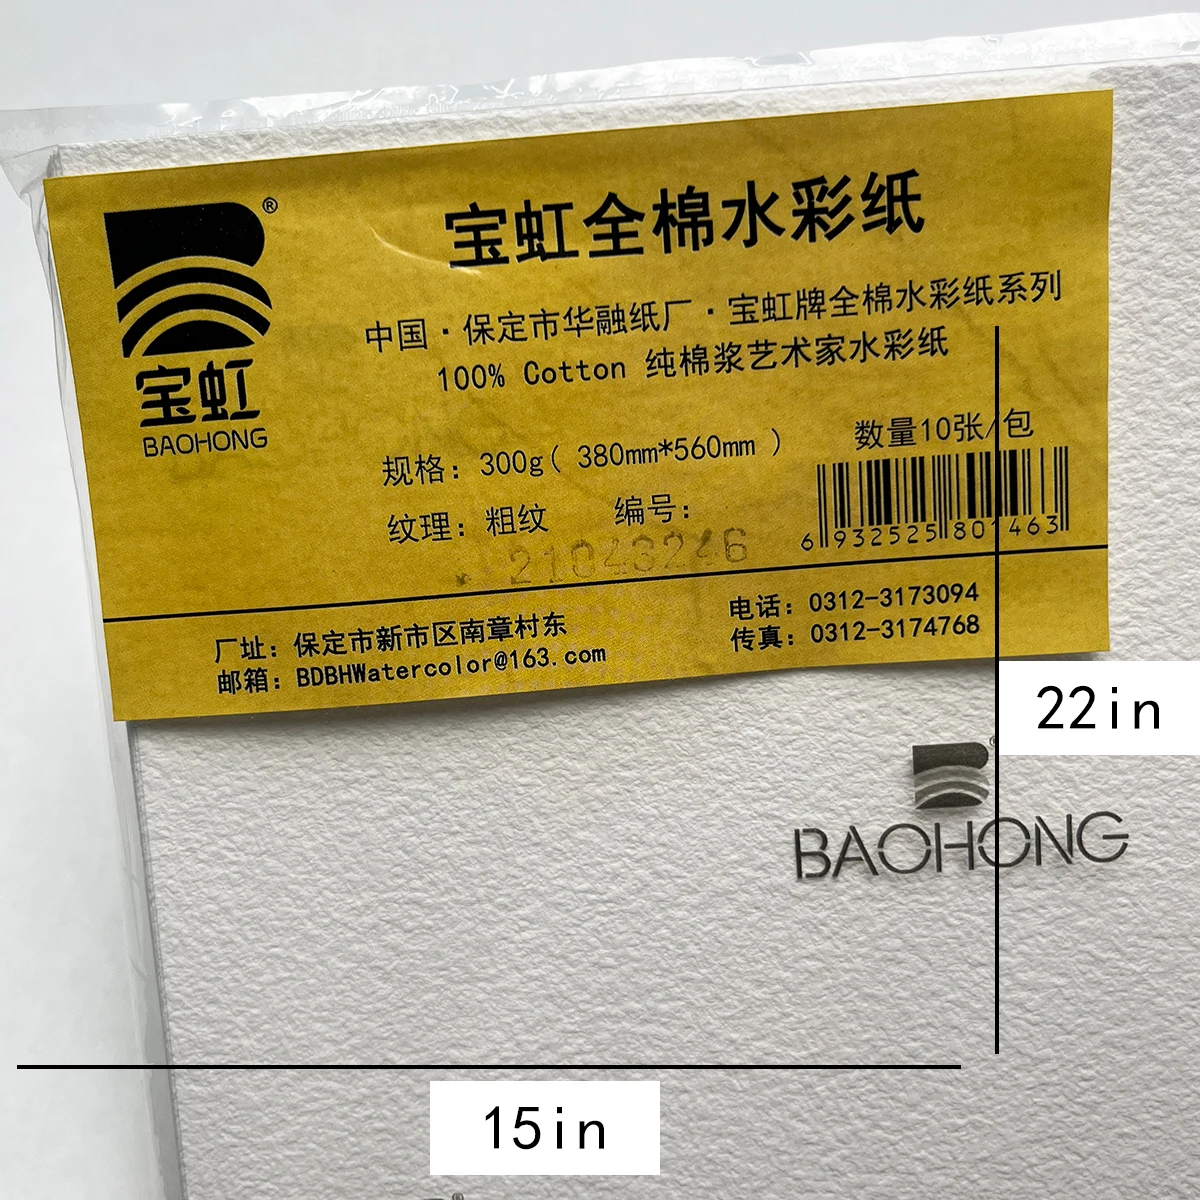 宝虹全棉水彩纸
中国·保定市华融纸厂·宝虹牌全棉水彩纸系列
100% Cotton 纯棉浆艺术家水彩纸
®
宝虹
BAOHONG
数量10张/包
规格：300g( 380mm*560mm )
纹理：粗纹 编号：
21043246
6 932525 801463
厂址：保定市新市区南章村东
邮箱：BDBHWatercolor@163.com
电话：0312-3173094
传真：0312-3174768
22in
BAOHONG
15in